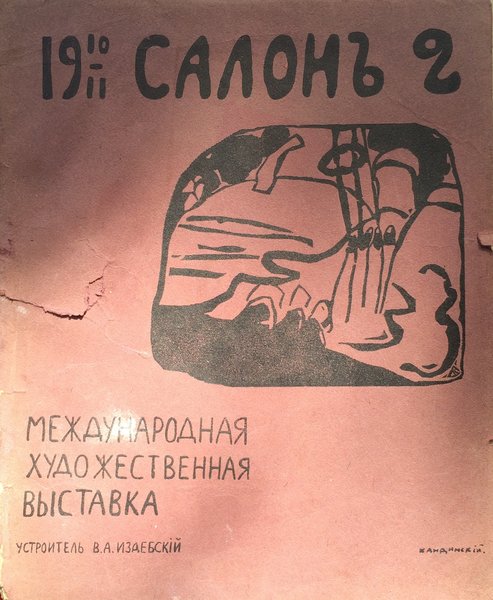 19 10/11 САЛОНЪ 2
МЕЖДУНАРОДНАЯ
ХУДОЖЕСТВЕННАЯ
ВЫСТАВКА
УСТРОИТЕЛЬ В.А.ИЗДЕБСКІЙ
КАНДИНСКІЙ.